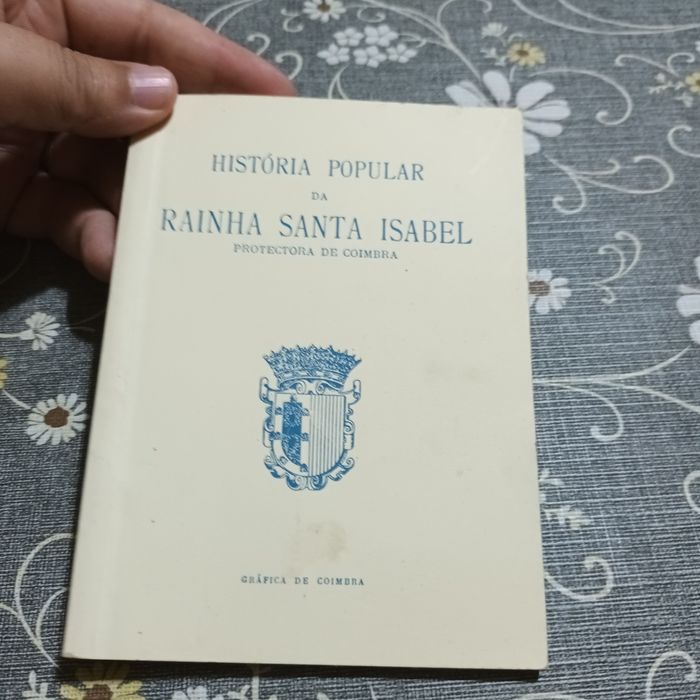 HISTÓRIA POPULAR
DA
RAINHA SANTA ISABEL
PROTECTORA DE COIMBRA
GRÁFICA DE COIMBRA